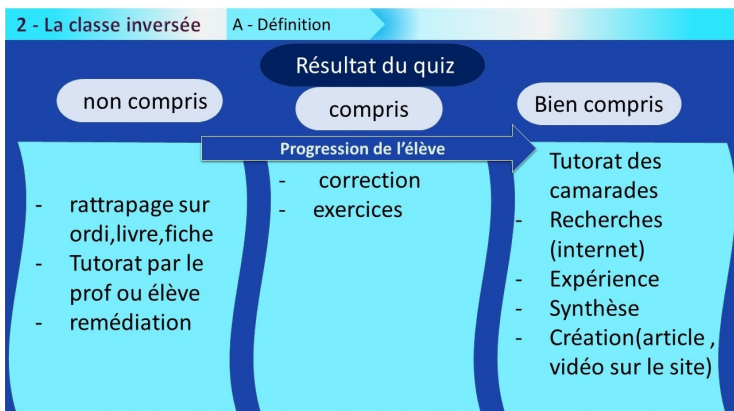 2 - La classe inversée A - Définition
Résultat du quiz
non compris
compris
Bien compris
Progression de l'élève
- rattrapage sur
ordi,livre,fiche
- Tutorat par le
prof ou élève
- remédiation
- correction
- exercices
Tutorat des
camarades
- Recherches
(internet)
- Expérience
- Synthèse
- Création(article ,
vidéo sur le site)